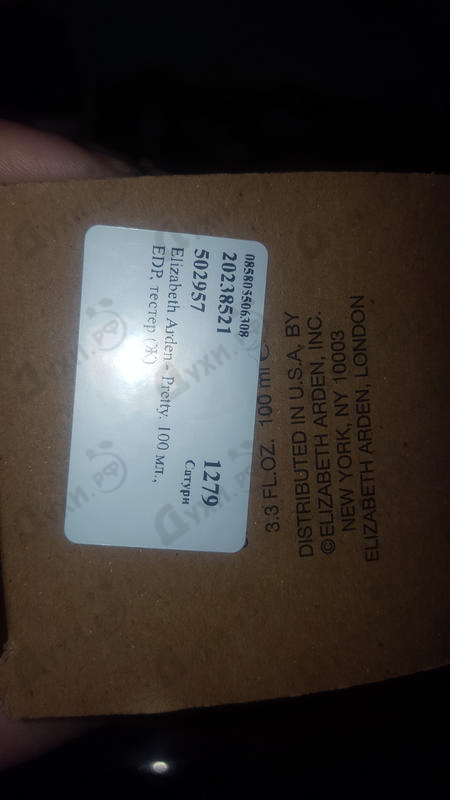 085805506308
20238521
502957
1279
Сатурн
Elizabeth Arden - Pretty. 100 мл.,
EDP, тестер (Ж)
3.3 FL.OZ. 100 ml
DISTRIBUTED IN U.S.A, BY
©ELIZABETH ARDEN, INC.
NEW YORK, NY 10003
ELIZABETH ARDEN, LONDON
Духи.рф